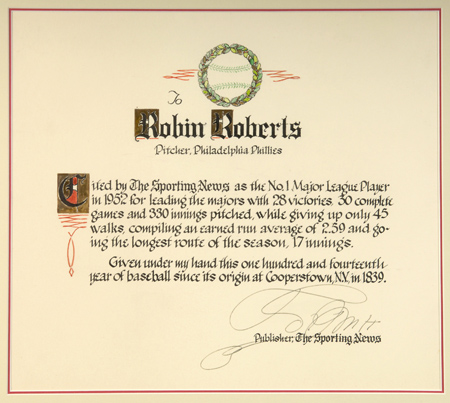 To
Robin Roberts
Pitcher, Philadelphia Phillies
Cited by The Sporting News as the No. 1 Major League Player
in 1952 for leading the majors with 28 victories, 30 complete
games and 330 innings pitched, while giving up only 45
walks, compiling an earned run average of 2.59 and go-
ing the longest route of the season, 17 innings.
Given under my hand this one hundred and fourteenth
year of baseball since its origin at Cooperstown, N.Y., in 1839.
Publisher, The Sporting News